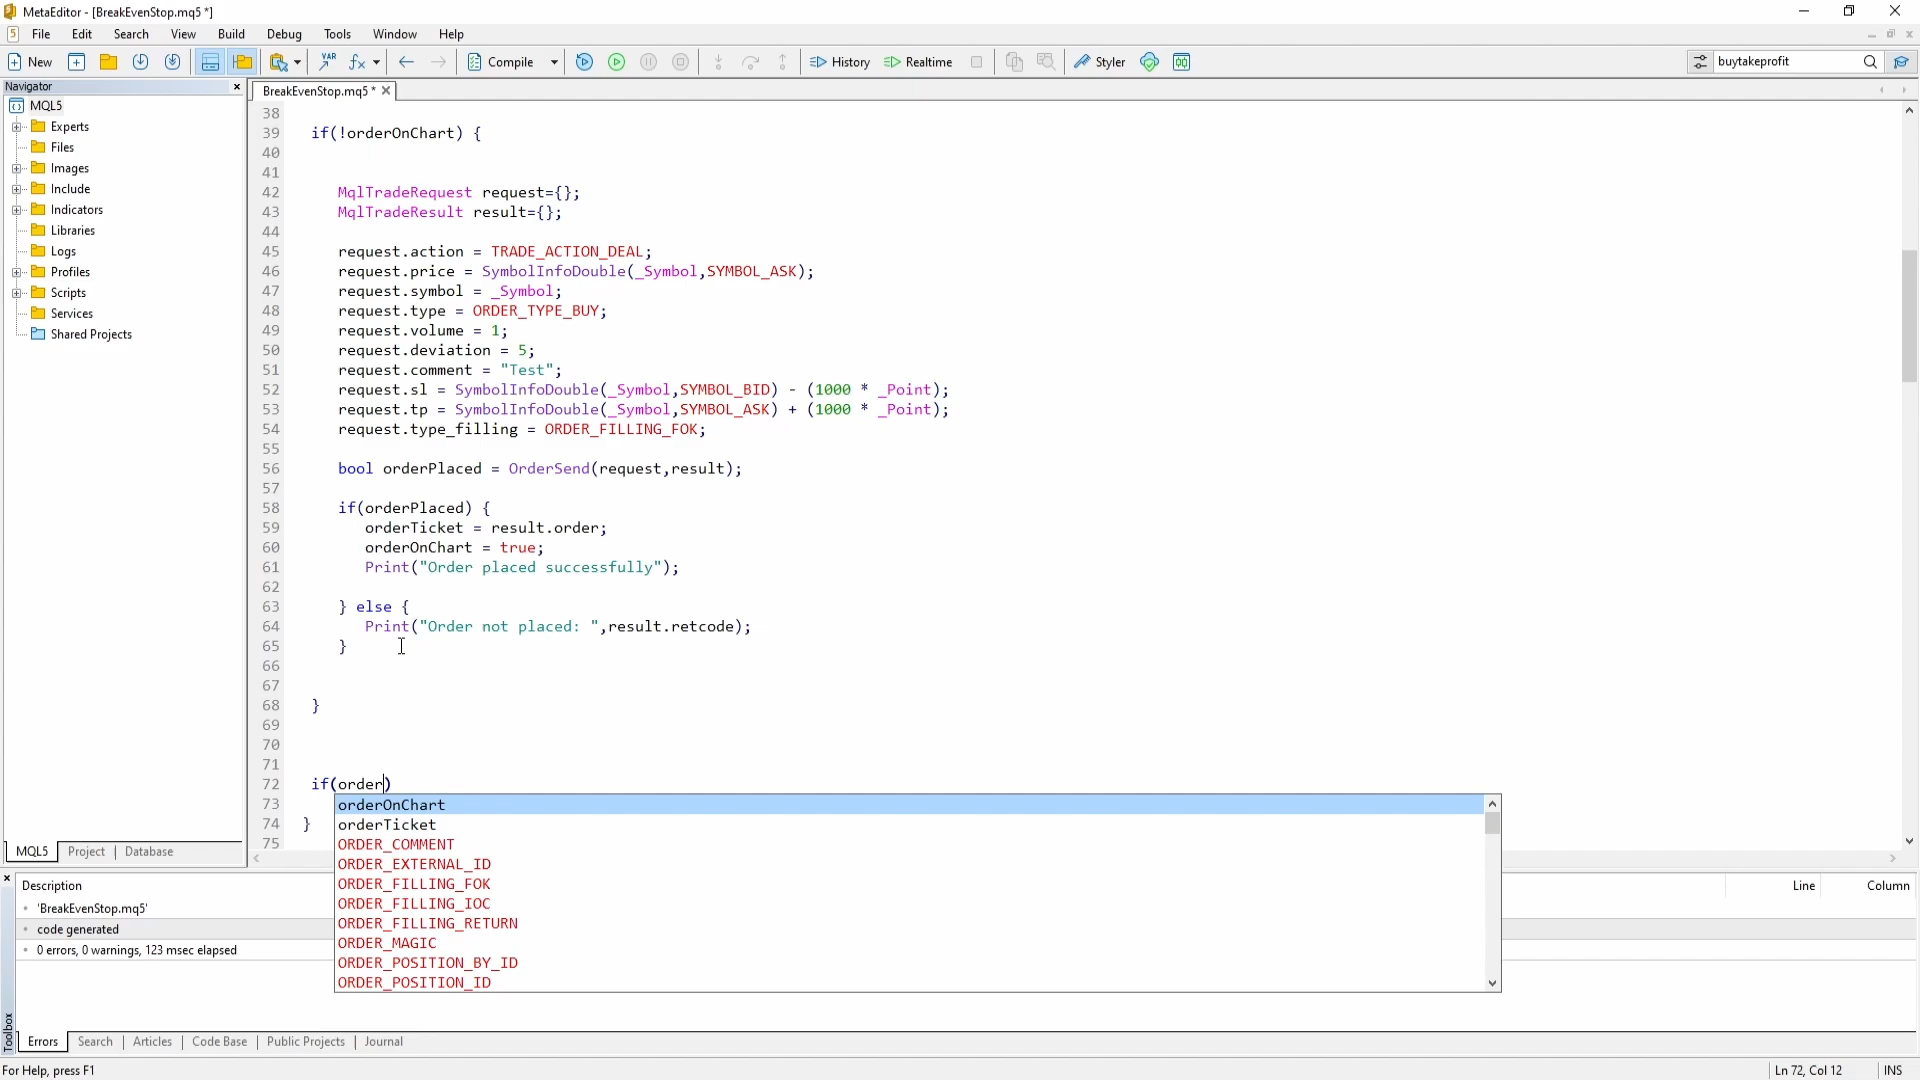 MetaEditor - [BreakEvenStop.mq5 *]
5 File Edit Search View Build Debug Tools Window Help
New VAR fx Compile History Realtime Styler buytakeprofit
Navigator
MQL5
Experts
Files
Images
Include
Indicators
Libraries
Logs
Profiles
Scripts
Services
Shared Projects
MQL5 Project Database
BreakEvenStop.mq5 *
38
39 if(!orderOnChart) {
40
41
42 MqlTradeRequest request={};
43 MqlTradeResult result={};
44
45 request.action = TRADE_ACTION_DEAL;
46 request.price = SymbolInfoDouble(_Symbol,SYMBOL_ASK);
47 request.symbol = _Symbol;
48 request.type = ORDER_TYPE_BUY;
49 request.volume = 1;
50 request.deviation = 5;
51 request.comment = "Test";
52 request.sl = SymbolInfoDouble(_Symbol,SYMBOL_BID) - (1000 * _Point);
53 request.tp = SymbolInfoDouble(_Symbol,SYMBOL_ASK) + (1000 * _Point);
54 request.type_filling = ORDER_FILLING_FOK;
55
56 bool orderPlaced = OrderSend(request,result);
57
58 if(orderPlaced) {
59 orderTicket = result.order;
60 orderOnChart = true;
61 Print("Order placed successfully");
62
63 } else {
64 Print("Order not placed: ",result.retcode);
65 }
66
67
68 }
69
70
71
72 if(order)
73
74 }
75
orderOnChart
orderTicket
ORDER_COMMENT
ORDER_EXTERNAL_ID
ORDER_FILLING_FOK
ORDER_FILLING_IOC
ORDER_FILLING_RETURN
ORDER_MAGIC
ORDER_POSITION_BY_ID
ORDER_POSITION_ID
Description Line Column
'BreakEvenStop.mq5'
code generated
0 errors, 0 warnings, 123 msec elapsed
Toolbox
Errors Search Articles Code Base Public Projects Journal
For Help, press F1 Ln 72, Col 12 INS